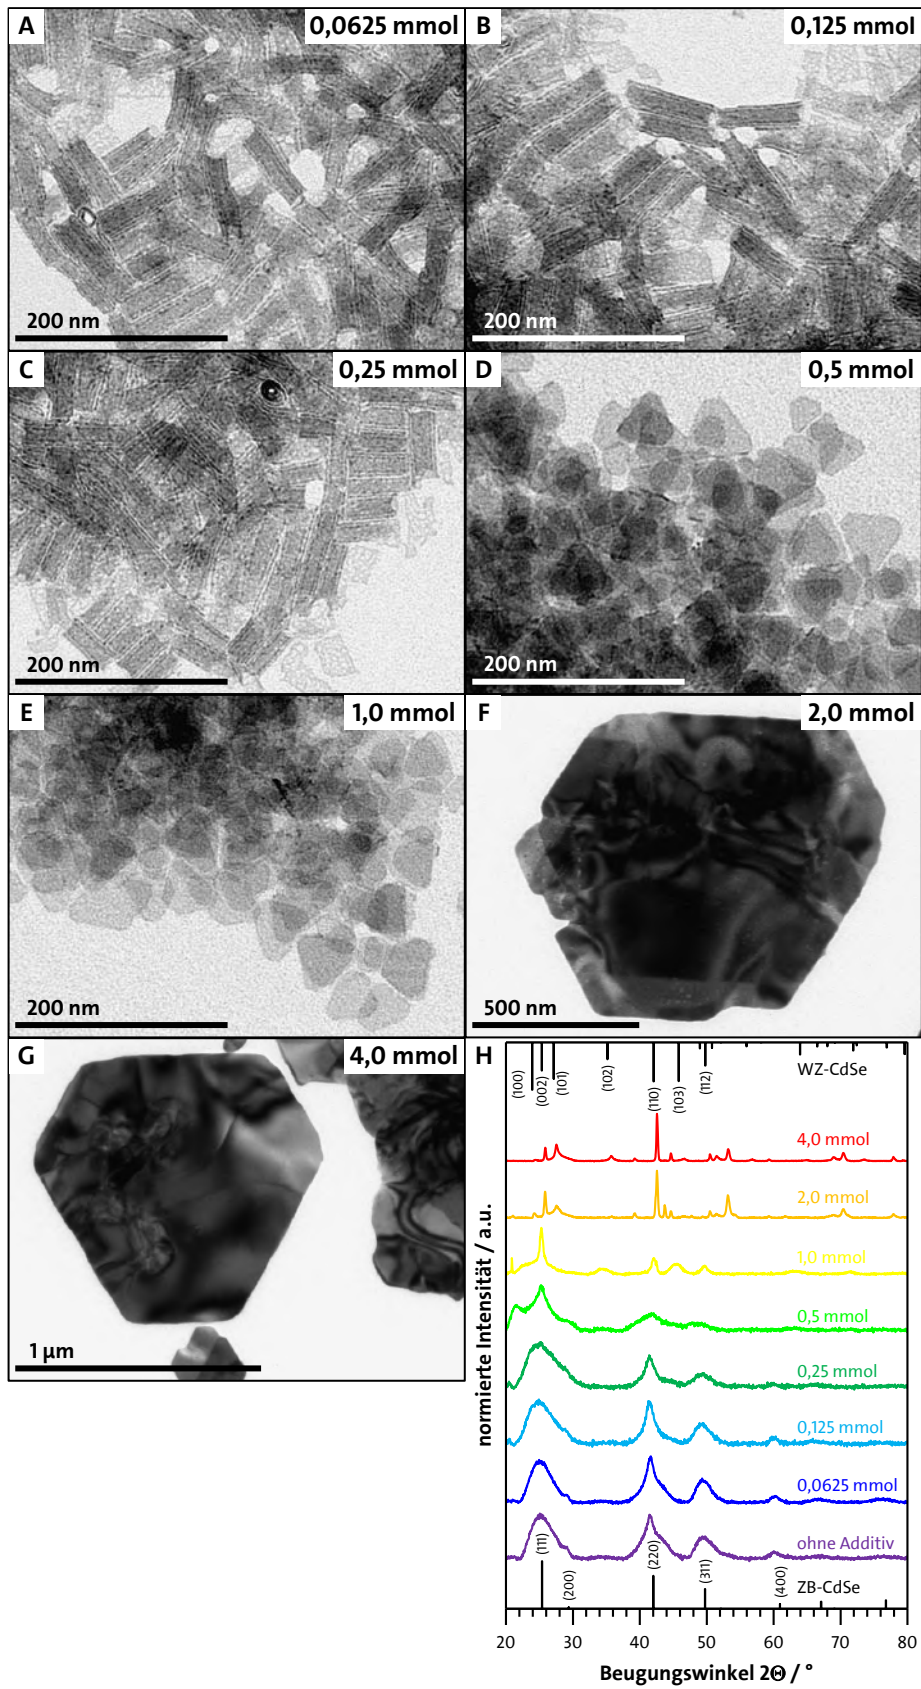 A
0,0625 mmol
200 nm
B
0,125 mmol
200 nm
C
0,25 mmol
200 nm
D
0,5 mmol
200 nm
E
1,0 mmol
200 nm
F
2,0 mmol
500 nm
G
4,0 mmol
1 µm
H
WZ-CdSe
(100)
(002)
(101)
(102)
(110)
(103)
(112)
4,0 mmol
2,0 mmol
1,0 mmol
0,5 mmol
0,25 mmol
0,125 mmol
0,0625 mmol
ohne Additiv
(111)
(200)
(220)
(311)
(400)
ZB-CdSe
normierte Intensität / a.u.
20 30 40 50 60 70 80
Beugungswinkel 2Θ / °